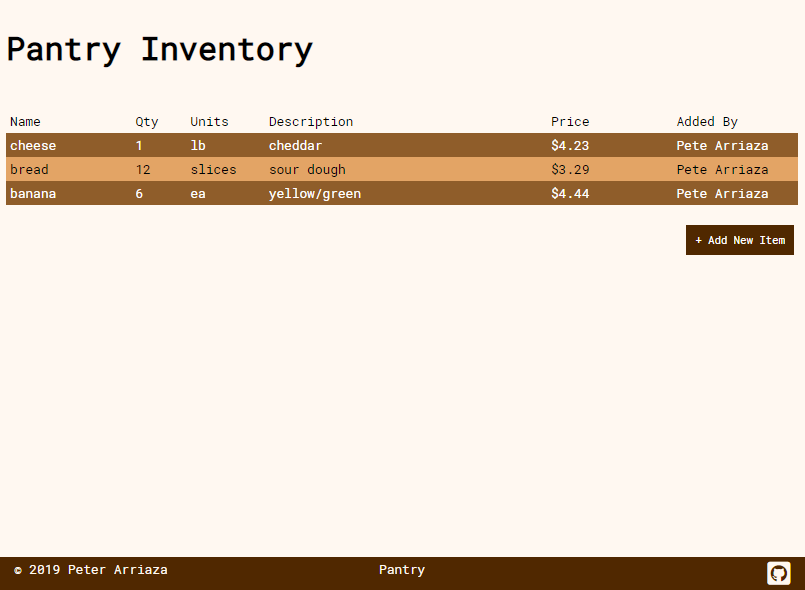 Pantry Inventory
Name Qty Units Description Price Added By
cheese 1 lb cheddar $4.23 Pete Arriaza
bread 12 slices sour dough $3.29 Pete Arriaza
banana 6 ea yellow/green $4.44 Pete Arriaza
+ Add New Item
© 2019 Peter Arriaza Pantry